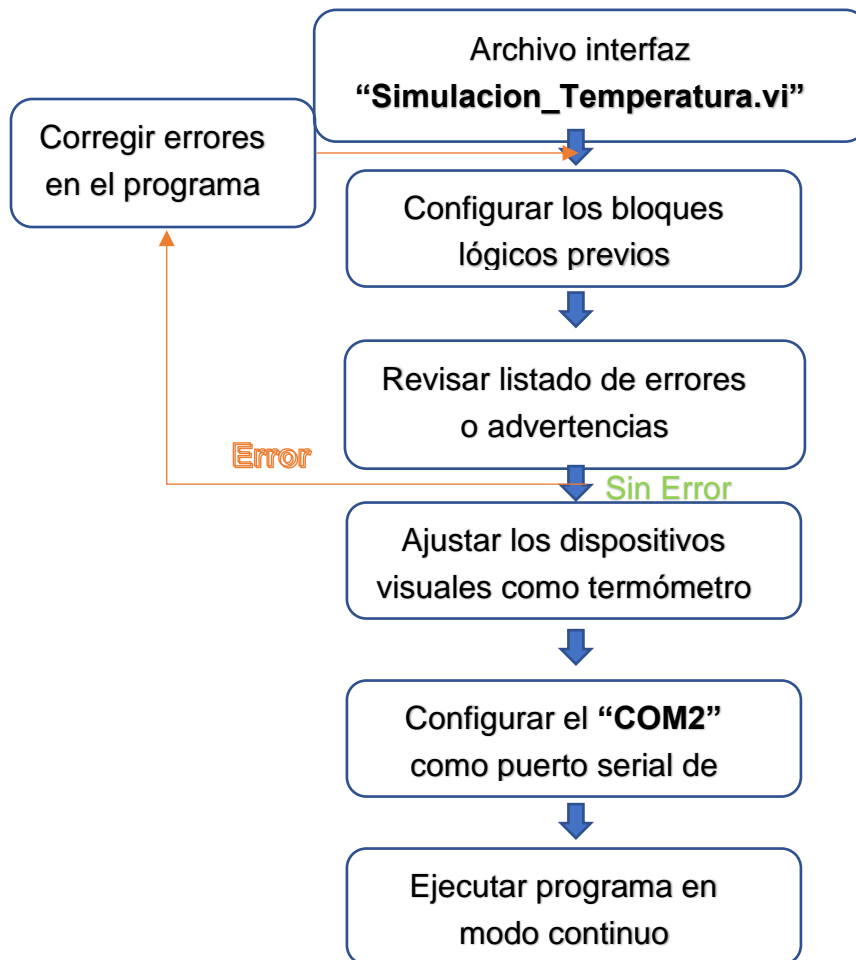 Archivo interfaz
“Simulacion_Temperatura.vi”
Corregir errores
en el programa
Configurar los bloques
lógicos previos
Revisar listado de errores
o advertencias
Error
Sin Error
Ajustar los dispositivos
visuales como termómetro
Configurar el “COM2”
como puerto serial de
Ejecutar programa en
modo continuo